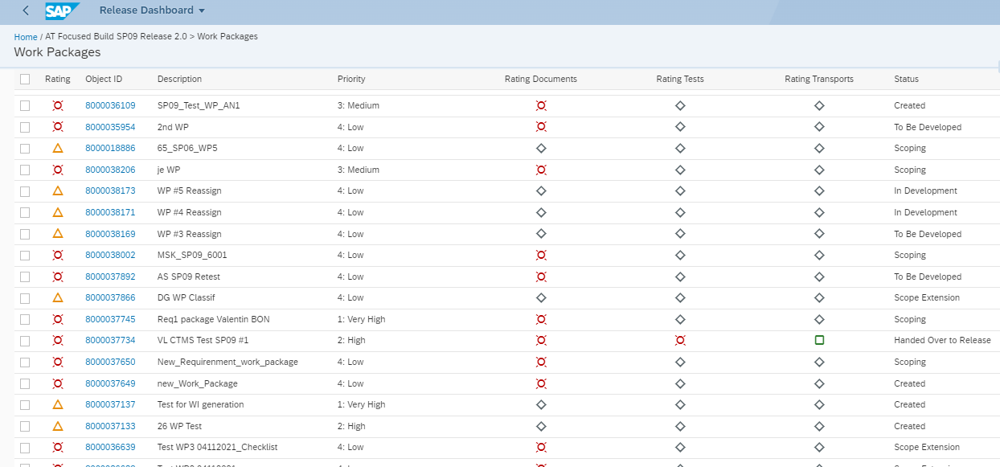 SAP Release Dashboard
Home / AT Focused Build SP09 Release 2.0 > Work Packages
Work Packages
Rating Object ID Description Priority Rating Documents Rating Tests Rating Transports Status
8000036109 SP09_Test_WP_AN1 3: Medium Created
8000035954 2nd WP 4: Low To Be Developed
8000018886 65_SP06_WP5 4: Low Scoping
8000038206 je WP 3: Medium Scoping
8000038173 WP #5 Reassign 4: Low In Development
8000038171 WP #4 Reassign 4: Low In Development
8000038169 WP #3 Reassign 4: Low To Be Developed
8000038002 MSK_SP09_6001 4: Low Scoping
8000037892 AS SP09 Retest 4: Low To Be Developed
8000037866 DG WP Classif 4: Low Scope Extension
8000037745 Req1 package Valentin BON 1: Very High Scoping
8000037734 VL CTMS Test SP09 #1 2: High Handed Over to Release
8000037650 New_Requirenment_work_package 4: Low Scoping
8000037649 new_Work_Package 4: Low Created
8000037137 Test for WI generation 1: Very High Created
8000037133 26 WP Test 2: High Created
8000036639 Test WP3 04112021_Checklist 4: Low Scope Extension